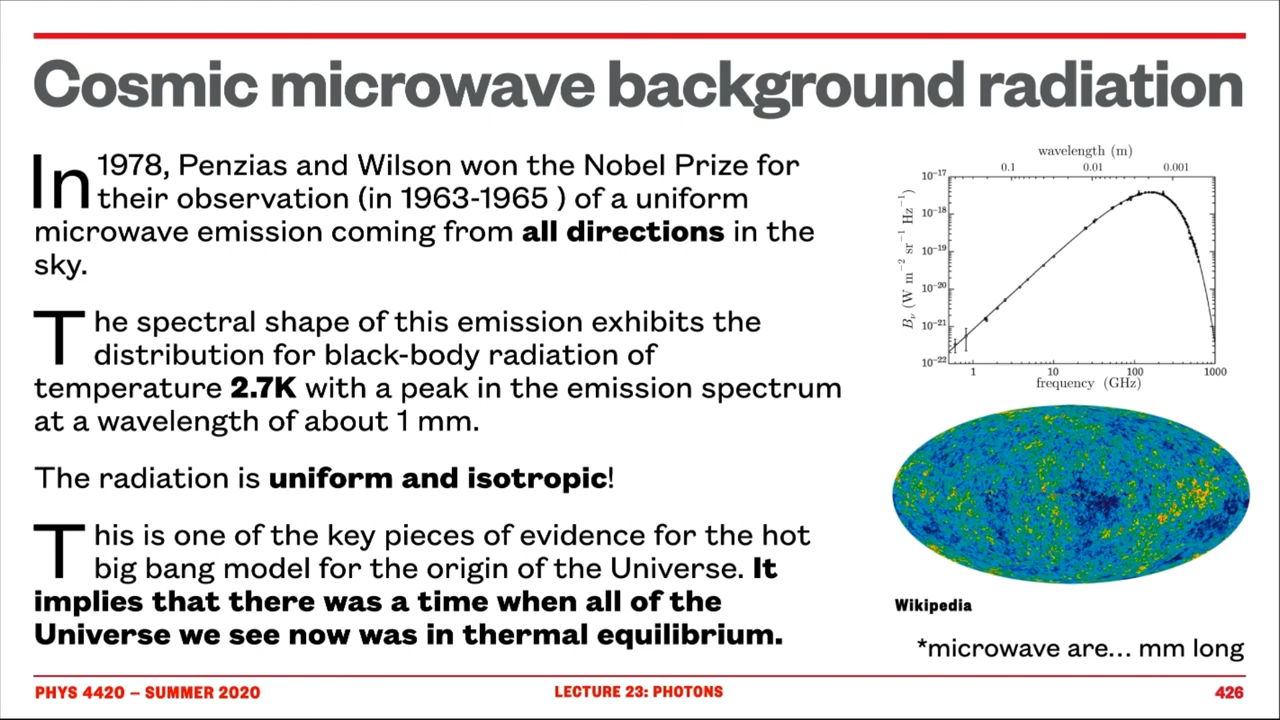 Cosmic microwave background radiation
In 1978, Penzias and Wilson won the Nobel Prize for
their observation (in 1963-1965 ) of a uniform
microwave emission coming from all directions in the
sky.
The spectral shape of this emission exhibits the
distribution for black-body radiation of
temperature 2.7K with a peak in the emission spectrum
at a wavelength of about 1 mm.
The radiation is uniform and isotropic!
This is one of the key pieces of evidence for the hot
big bang model for the origin of the Universe. It
implies that there was a time when all of the
Universe we see now was in thermal equilibrium.
wavelength (m)
0.1 0.01 0.001
10⁻¹⁷
10⁻¹⁸
10⁻¹⁹
10⁻²⁰
10⁻²¹
10⁻²²
Bᵥ (W m⁻² sr⁻¹ Hz⁻¹)
1 10 100 1000
frequency (GHz)
Wikipedia
*microwave are... mm long
PHYS 4420 – SUMMER 2020
LECTURE 23: PHOTONS
426